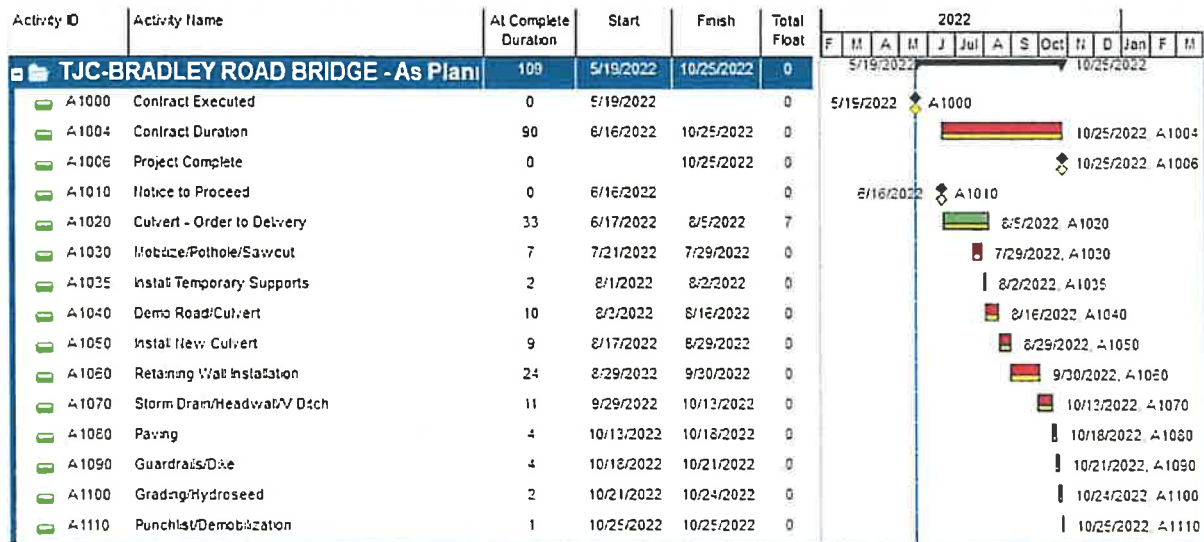 Activity ID Activity Name At Complete Duration Start Finish Total Float 2022
F M A M J Jul A S Oct N D Jan F M
TJC-BRADLEY ROAD BRIDGE - As Plan 109 5/19/2022 10/25/2022 0 5/19/2022 10/25/2022
A1000 Contract Executed 0 5/19/2022 0 5/19/2022 A1000
A1004 Contract Duration 90 6/16/2022 10/25/2022 0 10/25/2022, A1004
A1006 Project Complete 0 10/25/2022 0 10/25/2022, A1006
A1010 Notice to Proceed 0 6/16/2022 0 6/16/2022 A1010
A1020 Culvert - Order to Delivery 33 6/17/2022 8/5/2022 7 8/5/2022, A1020
A1030 Mobilize/Pothole/Sawcut 7 7/21/2022 7/29/2022 0 7/29/2022, A1030
A1035 Install Temporary Supports 2 8/1/2022 8/2/2022 0 8/2/2022, A1035
A1040 Demo Road/Culvert 10 8/3/2022 8/16/2022 0 8/16/2022, A1040
A1050 Install New Culvert 9 8/17/2022 8/29/2022 0 8/29/2022, A1050
A1060 Retaining Wall Installation 24 8/29/2022 9/30/2022 0 9/30/2022, A1060
A1070 Storm Drain/Headwall/V Ditch 11 9/29/2022 10/13/2022 0 10/13/2022, A1070
A1080 Paving 4 10/13/2022 10/18/2022 0 10/18/2022, A1080
A1090 Guardrails/Dike 4 10/18/2022 10/21/2022 0 10/21/2022, A1090
A1100 Grading/Hydroseed 2 10/21/2022 10/24/2022 0 10/24/2022, A1100
A1110 Punchlist/Demobilization 1 10/25/2022 10/25/2022 0 10/25/2022, A1110